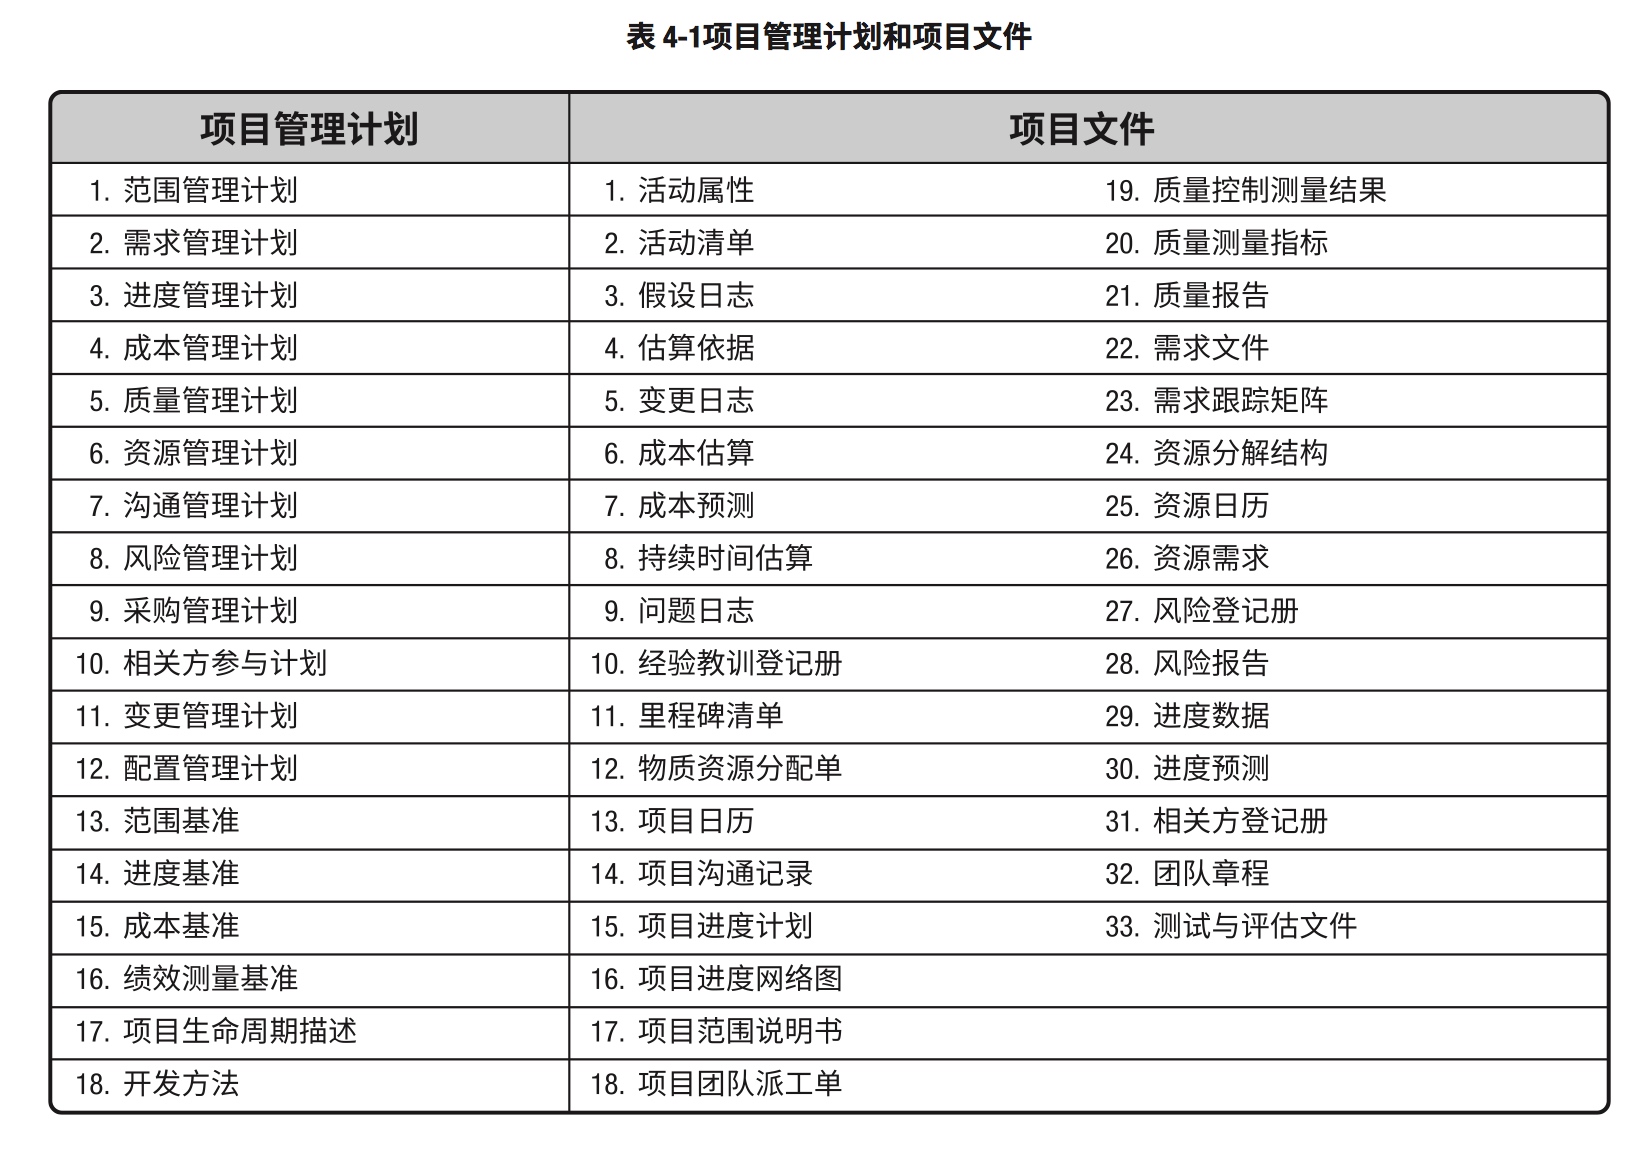 表 4-1项目管理计划和项目文件
项目管理计划 项目文件
1. 范围管理计划 1. 活动属性 19. 质量控制测量结果
2. 需求管理计划 2. 活动清单 20. 质量测量指标
3. 进度管理计划 3. 假设日志 21. 质量报告
4. 成本管理计划 4. 估算依据 22. 需求文件
5. 质量管理计划 5. 变更日志 23. 需求跟踪矩阵
6. 资源管理计划 6. 成本估算 24. 资源分解结构
7. 沟通管理计划 7. 成本预测 25. 资源日历
8. 风险管理计划 8. 持续时间估算 26. 资源需求
9. 采购管理计划 9. 问题日志 27. 风险登记册
10. 相关方参与计划 10. 经验教训登记册 28. 风险报告
11. 变更管理计划 11. 里程碑清单 29. 进度数据
12. 配置管理计划 12. 物质资源分配单 30. 进度预测
13. 范围基准 13. 项目日历 31. 相关方登记册
14. 进度基准 14. 项目沟通记录 32. 团队章程
15. 成本基准 15. 项目进度计划 33. 测试与评估文件
16. 绩效测量基准 16. 项目进度网络图
17. 项目生命周期描述 17. 项目范围说明书
18. 开发方法 18. 项目团队派工单